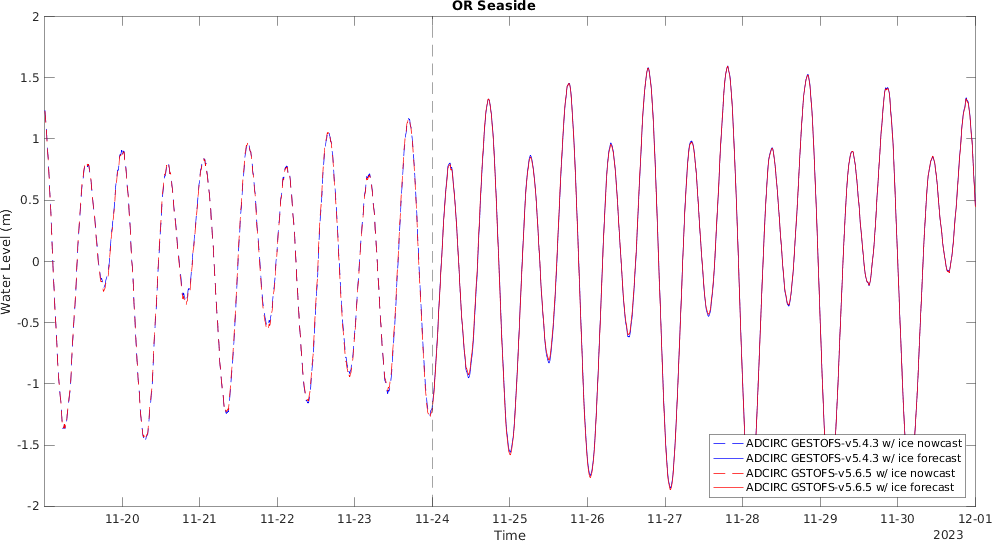 OR Seaside
2
1.5
1
0.5
0
-0.5
-1
-1.5
-2
Water Level (m)
ADCIRC GESTOFS-v5.4.3 w/ ice nowcast
ADCIRC GESTOFS-v5.4.3 w/ ice forecast
ADCIRC GSTOFS-v5.6.5 w/ ice nowcast
ADCIRC GSTOFS-v5.6.5 w/ ice forecast
11-20 11-21 11-22 11-23 11-24 11-25 11-26 11-27 11-28 11-29 11-30 12-01
Time
2023